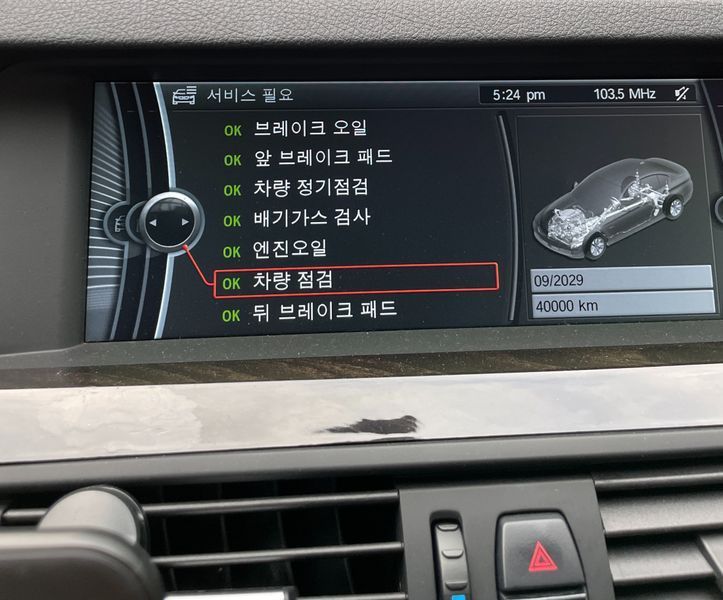 서비스 필요
5:24 pm
103.5 MHz
OK 브레이크 오일
OK 앞 브레이크 패드
OK 차량 정기점검
OK 배기가스 검사
OK 엔진오일
OK 차량 점검
OK 뒤 브레이크 패드
09/2029
40000 km